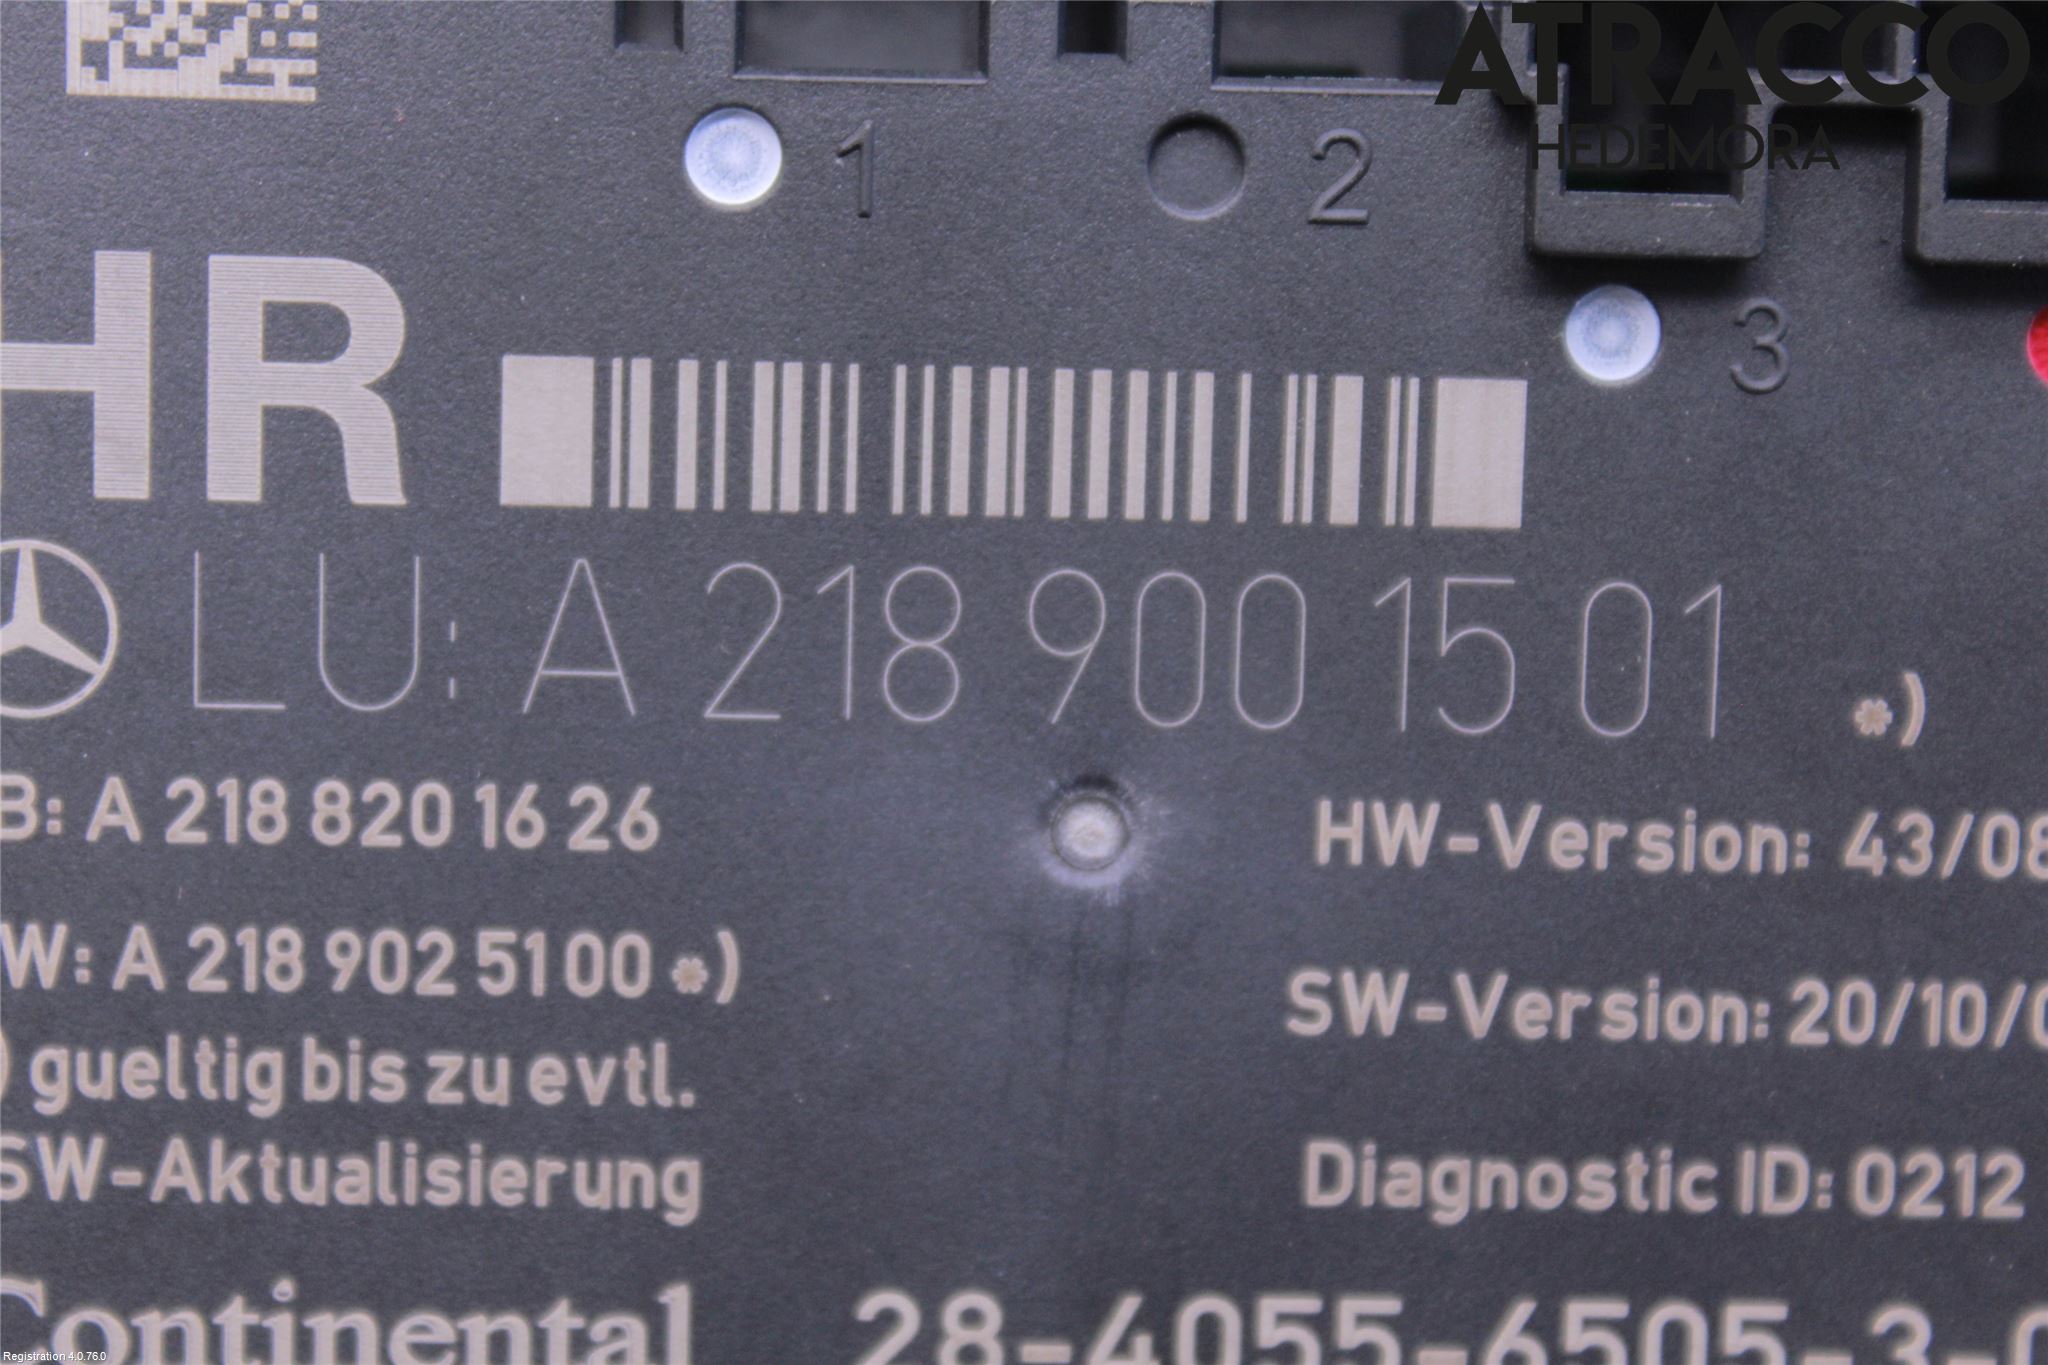 ATRACCO
HEDEMORA
1
2
3
HR
LU: A 218 900 15 01 *)
B: A 218 820 16 26
HW-Version: 43/08
W: A 218 902 51 00 *)
SW-Version: 20/10/0
) gueltig bis zu evtl.
SW-Aktualisierung
Diagnostic ID: 0212
Continental
28-4055-6505-3-0
Registration 4.0.76.0